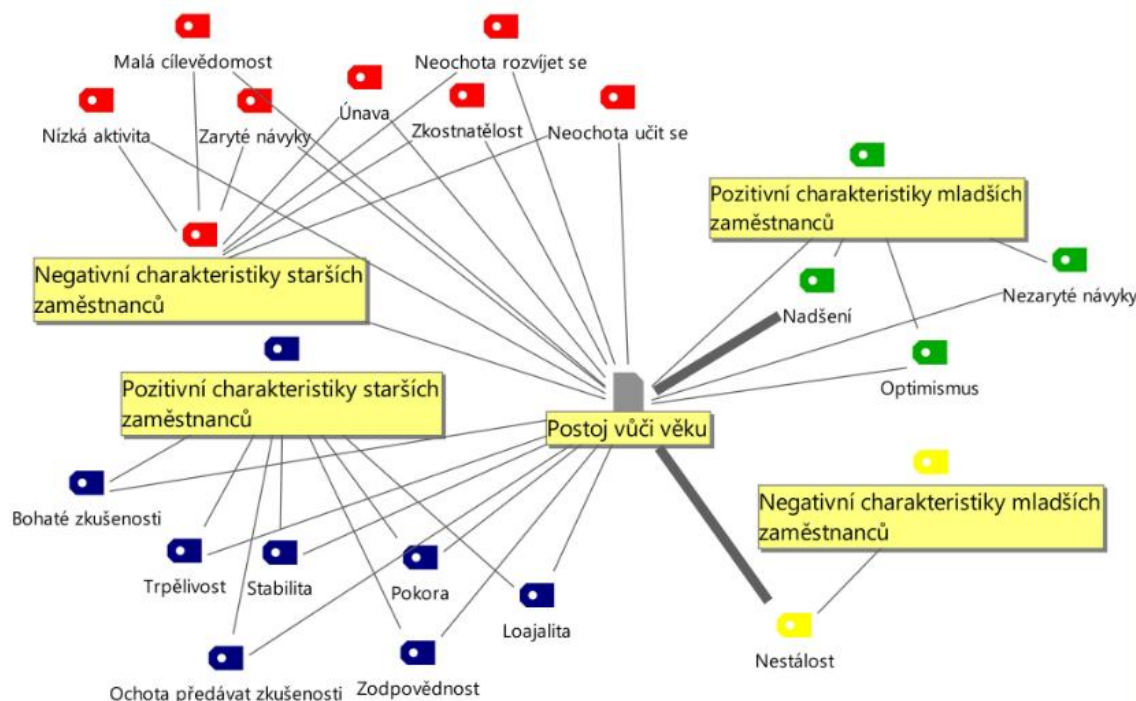 Malá cílevědomost
Neochota rozvíjet se
Nízká aktivita
Zaryté návyky
Únava
Zkostnatělost
Neochota učit se
Pozitivní charakteristiky mladších
zaměstnanců
Negativní charakteristiky starších
zaměstnanců
Nadšení
Nezaryté návyky
Optimismus
Pozitivní charakteristiky starších
zaměstnanců
Postoj vůči věku
Negativní charakteristiky mladších
zaměstnanců
Bohaté zkušenosti
Trpělivost
Stabilita
Pokora
Loajalita
Nestálost
Ochota předávat zkušenosti
Zodpovědnost